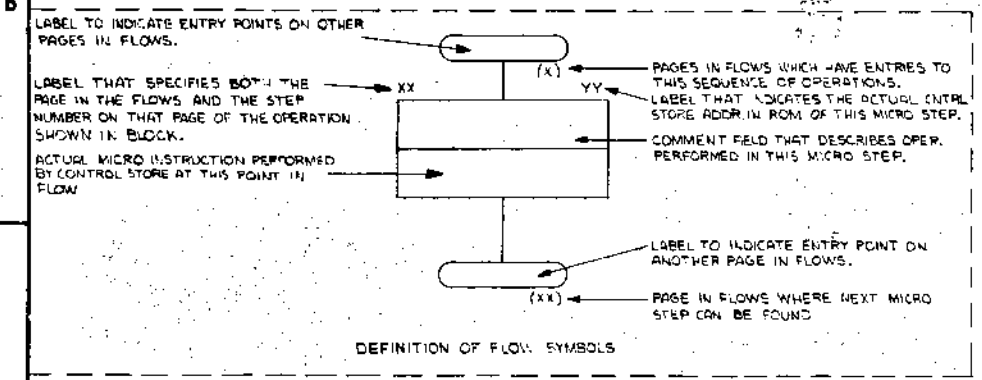 B
LABEL TO INDICATE ENTRY POINTS ON OTHER
PAGES IN FLOWS.
(X)
PAGES IN FLOWS WHICH HAVE ENTRIES TO
THIS SEQUENCE OF OPERATIONS.
LABEL THAT SPECIFIES BOTH THE
PAGE IN THE FLOWS AND THE STEP
NUMBER ON THAT PAGE OF THE OPERATION
SHOWN IN BLOCK.
XX
YY
LABEL THAT INDICATES THE ACTUAL CNTRL
STORE ADDR. IN ROM OF THIS MICRO STEP.
COMMENT FIELD THAT DESCRIBES OPER.
PERFORMED IN THIS MICRO STEP.
ACTUAL MICRO INSTRUCTION PERFORMED
BY CONTROL STORE AT THIS POINT IN
FLOW
LABEL TO INDICATE ENTRY POINT ON
ANOTHER PAGE IN FLOWS.
(XX)
PAGE IN FLOWS WHERE NEXT MICRO
STEP CAN BE FOUND
DEFINITION OF FLOW SYMBOLS